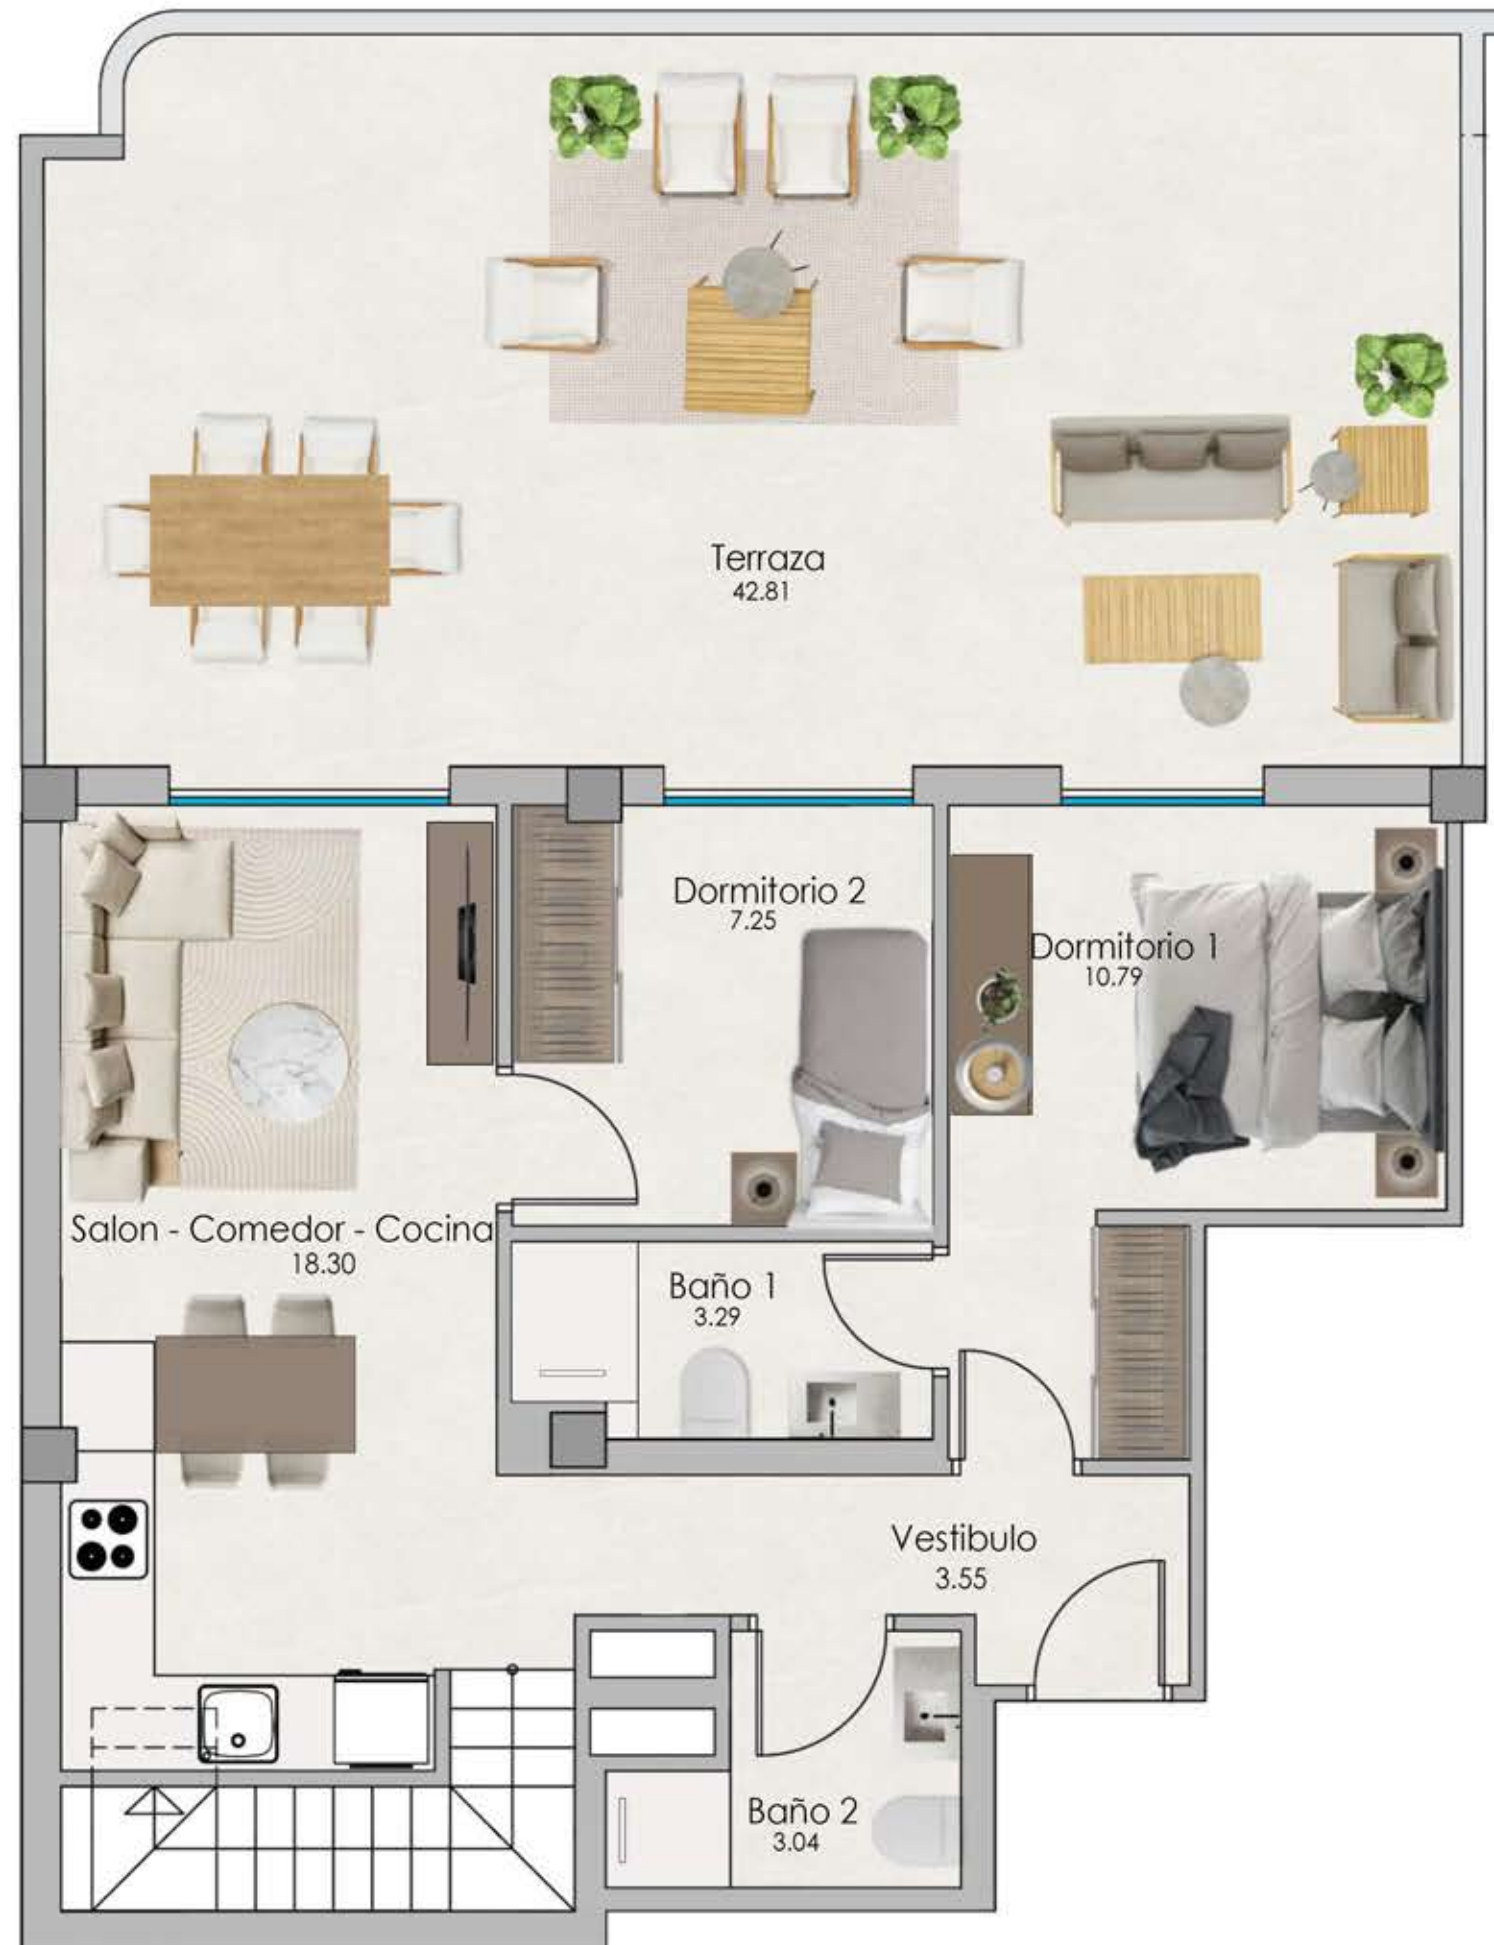 Terraza
42.81
Dormitorio 2
7.25
Dormitorio 1
10.79
Salon - Comedor - Cocina
18.30
Baño 1
3.29
Vestibulo
3.55
Baño 2
3.04